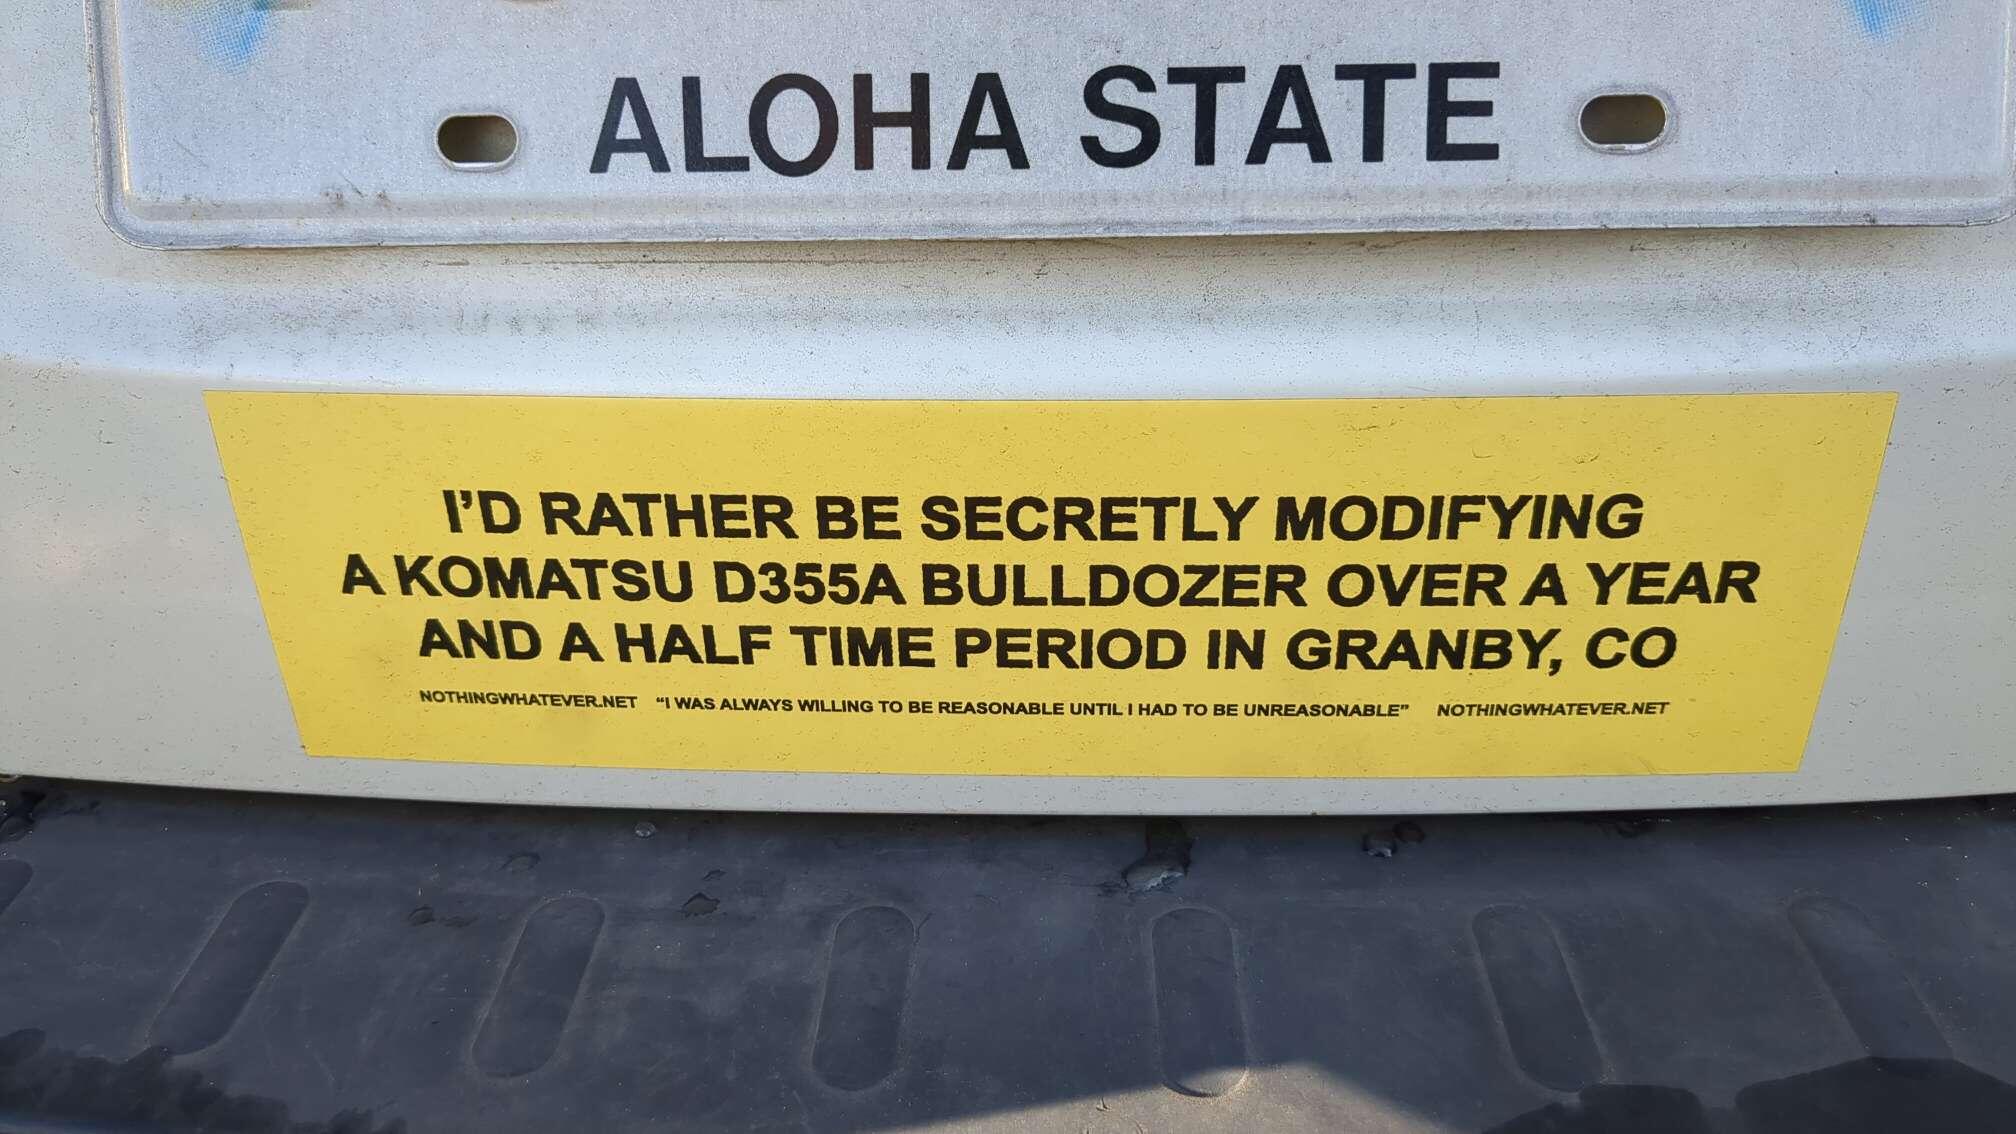 ALOHA STATE
I'D RATHER BE SECRETLY MODIFYING
A KOMATSU D355A BULLDOZER OVER A YEAR
AND A HALF TIME PERIOD IN GRANBY, CO
NOTHINGWHATEVER.NET "I WAS ALWAYS WILLING TO BE REASONABLE UNTIL I HAD TO BE UNREASONABLE" NOTHINGWHATEVER.NET